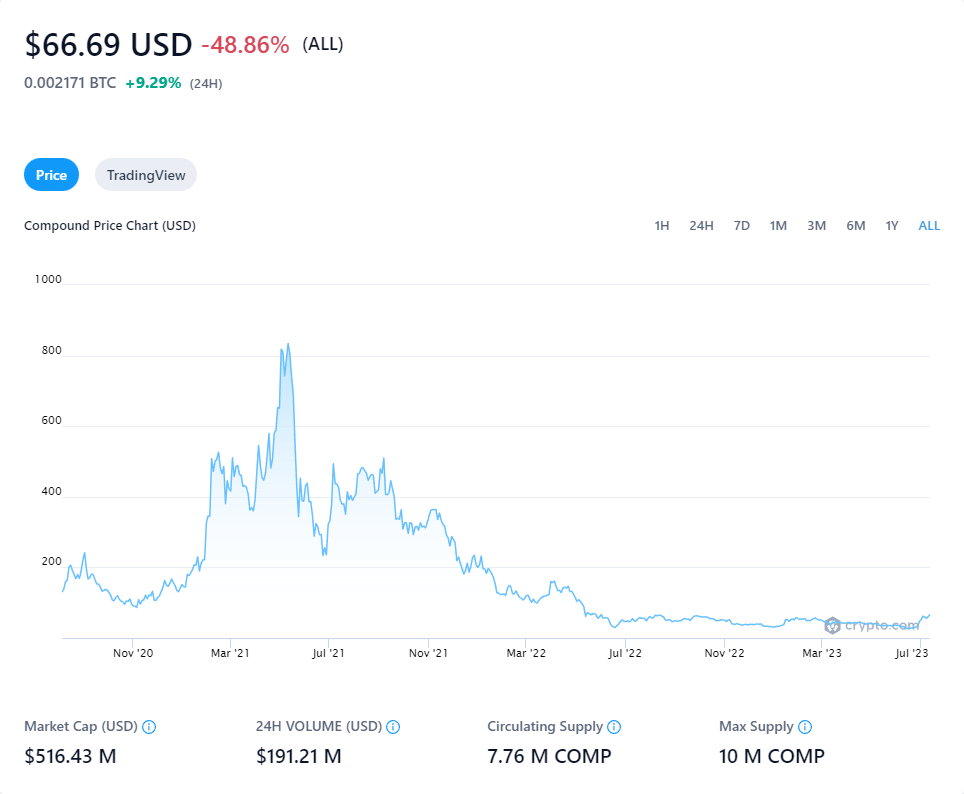 $66.69 USD -48.86% (ALL)
0.002171 BTC +9.29% (24H)
Price TradingView
Compound Price Chart (USD) 1H 24H 7D 1M 3M 6M 1Y ALL
1000
800
600
400
200
crypto.com
Nov '20 Mar '21 Jul '21 Nov '21 Mar '22 Jul '22 Nov '22 Mar '23 Jul '23
Market Cap (USD) 24H VOLUME (USD) Circulating Supply Max Supply
$516.43 M $191.21 M 7.76 M COMP 10 M COMP